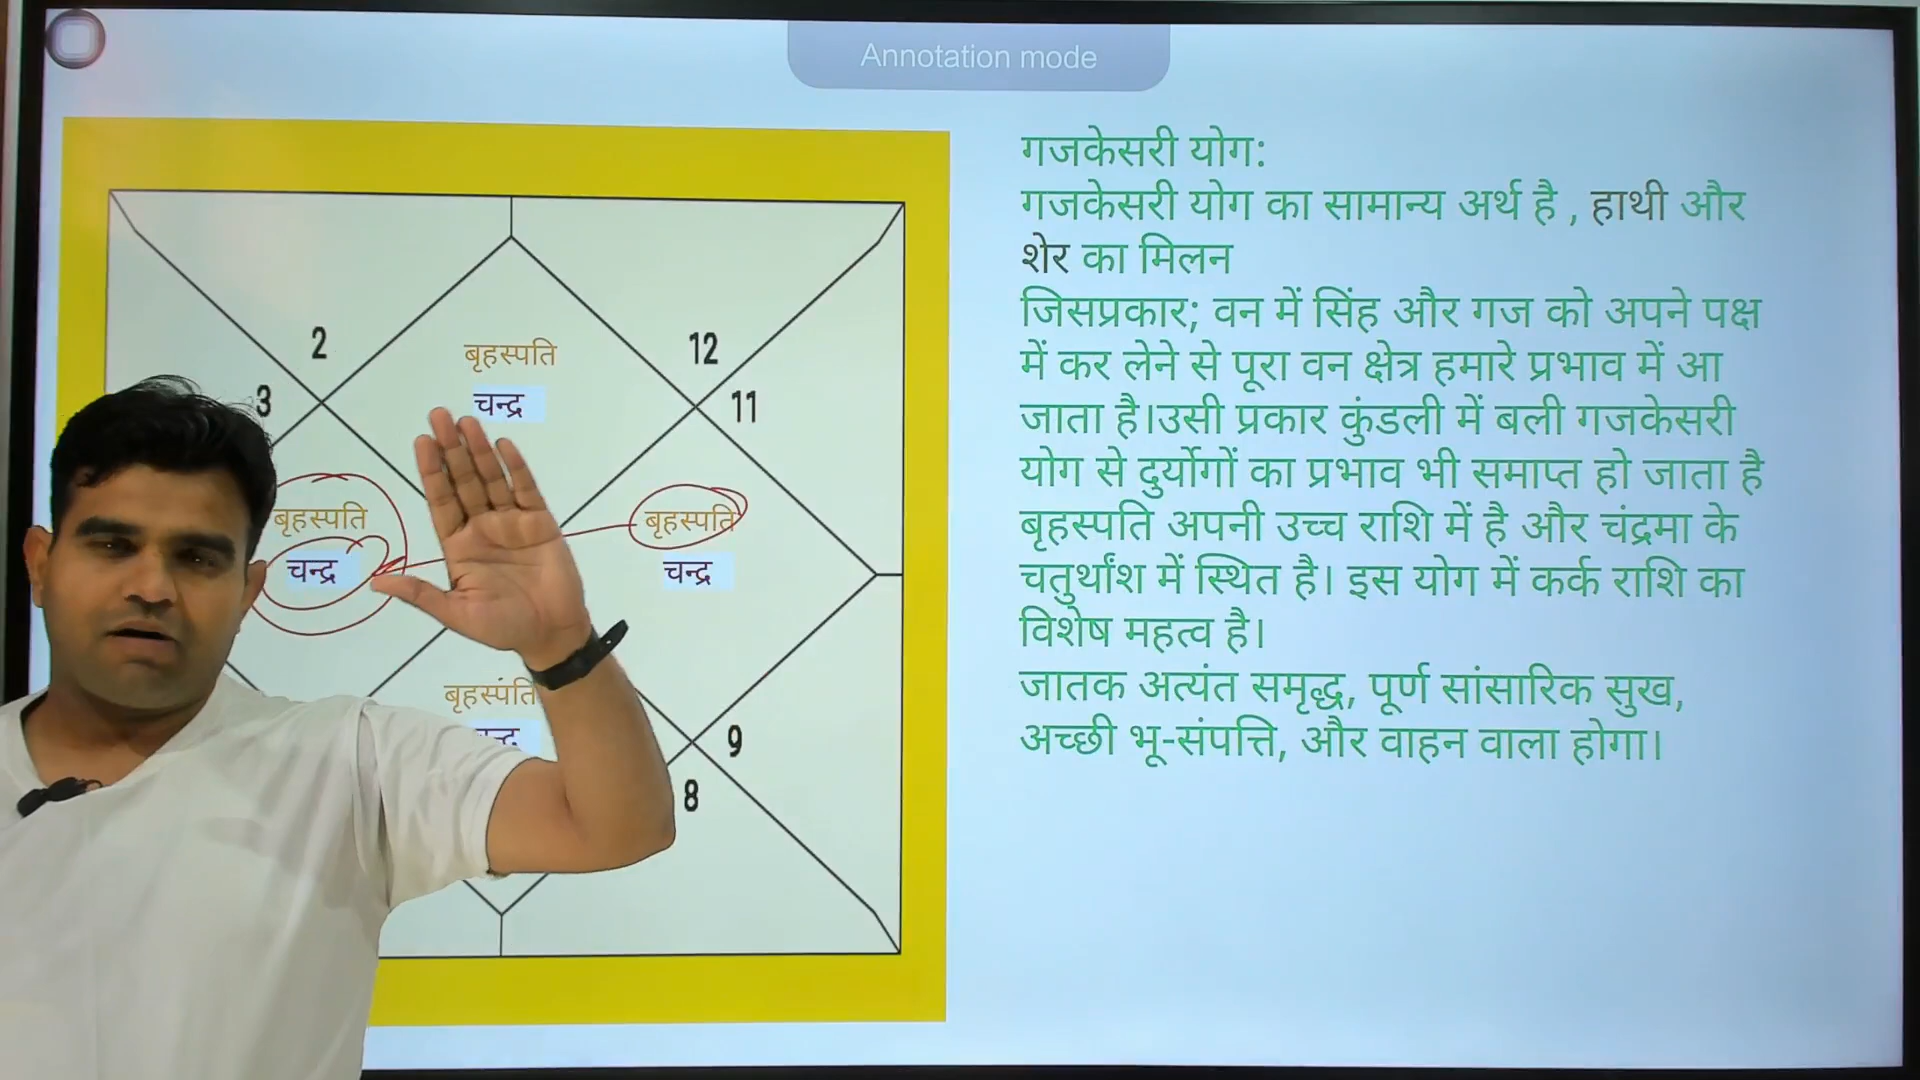 Annotation mode
गजकेसरी योग:
गजकेसरी योग का सामान्य अर्थ है , हाथी और
शेर का मिलन
जिसप्रकार; वन में सिंह और गज को अपने पक्ष
में कर लेने से पूरा वन क्षेत्र हमारे प्रभाव में आ
जाता है।उसी प्रकार कुंडली में बली गजकेसरी
योग से दुर्योगों का प्रभाव भी समाप्त हो जाता है
बृहस्पति अपनी उच्च राशि में है और चंद्रमा के
चतुर्थांश में स्थित है। इस योग में कर्क राशि का
विशेष महत्व है।
जातक अत्यंत समृद्ध, पूर्ण सांसारिक सुख,
अच्छी भू-संपत्ति, और वाहन वाला होगा।
2
बृहस्पति
12
चन्द्र
3
11
बृहस्पति
बृहस्पति
चन्द्र
चन्द्र
बृहस्पति
9
8